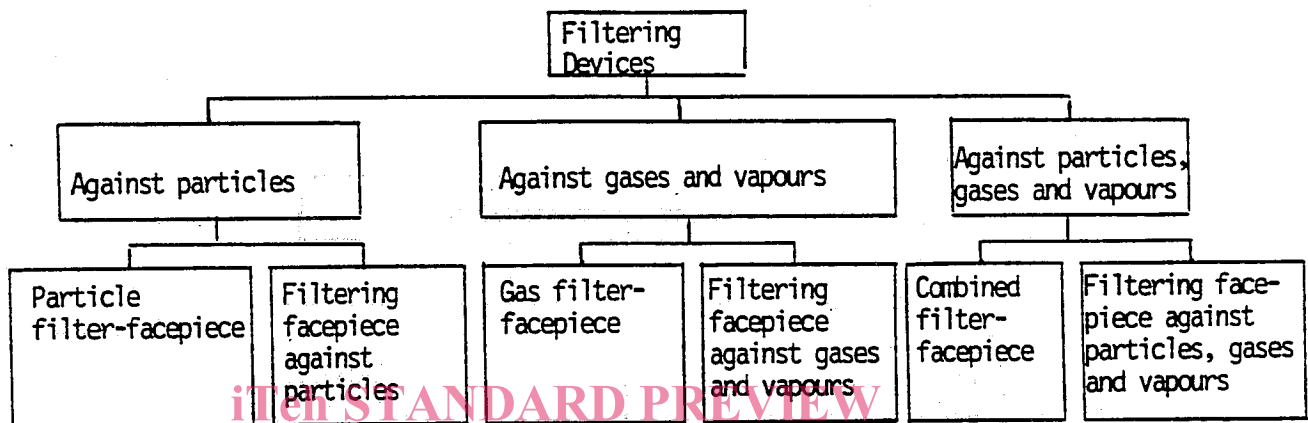 Filtering
Devices
Against particles
Against gases and vapours
Against particles,
gases and vapours
Particle
filter-facepiece
Filtering
facepiece
against
particles
Gas filter-
facepiece
Filtering
facepiece
against gases
and vapours
Combined
filter-
facepiece
Filtering face-
piece against
particles, gases
and vapours
iTeh STANDARD PREVIEW